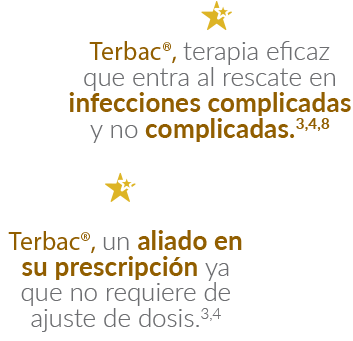 Terbac®, terapia eficaz
que entra al rescate en
infecciones complicadas
y no complicadas.3,4,8
Terbac®, un aliado en
su prescripción ya
que no requiere de
ajuste de dosis.3,4